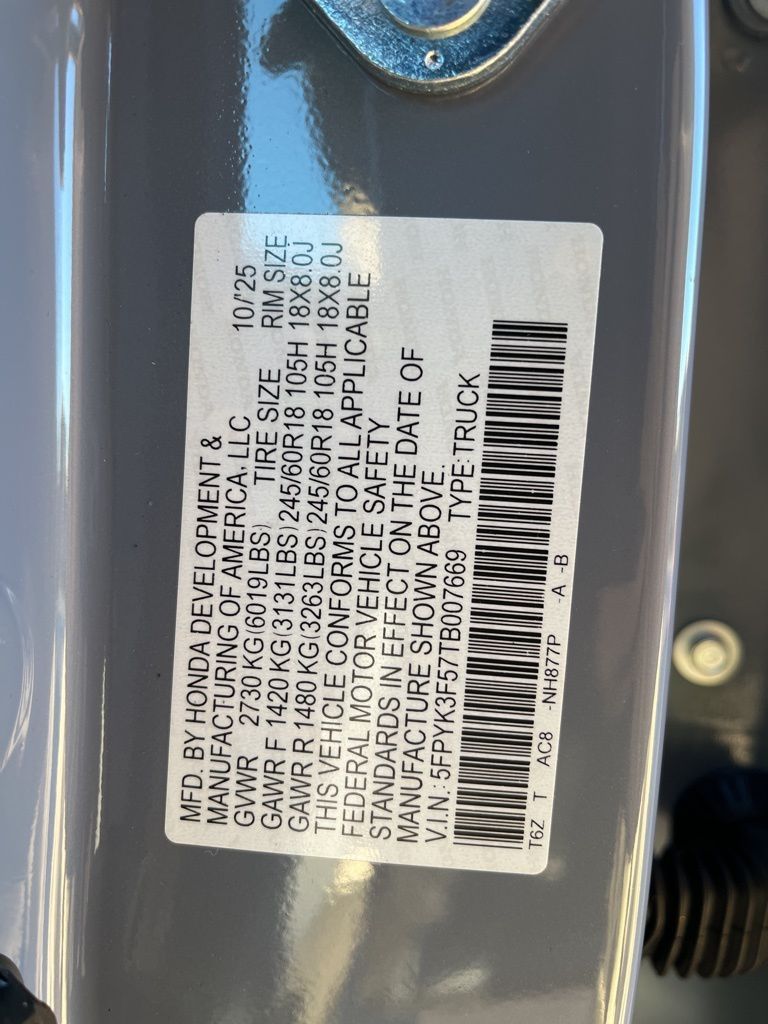 MFD. BY HONDA DEVELOPMENT &
MANUFACTURING OF AMERICA, LLC 10/'25
GVWR 2730 KG(6019LBS) TIRE SIZE RIM SIZE
GAWR F 1420 KG(3131LBS) 245/60R18 105H 18X8.0J
GAWR R 1480 KG(3263LBS) 245/60R18 105H 18X8.0J
THIS VEHICLE CONFORMS TO ALL APPLICABLE
FEDERAL MOTOR VEHICLE SAFETY
STANDARDS IN EFFECT ON THE DATE OF
MANUFACTURE SHOWN ABOVE.
V.I.N.: 5FPYK3F57TB007669 TYPE: TRUCK
T6Z T AC8 -NH877P -A -B